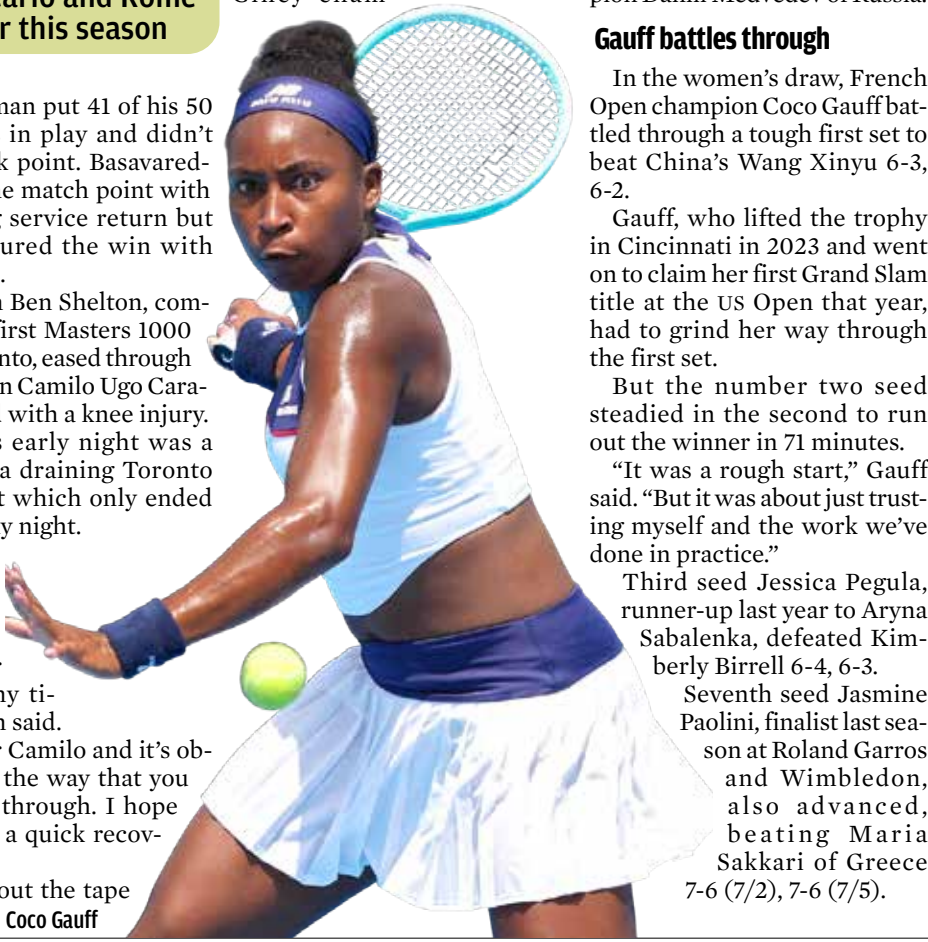 ario and Rome
r this season
man put 41 of his 50
in play and didn't
k point. Basavared-
e match point with
service return but
ured the win with
Ben Shelton, com-
first Masters 1000
nto, eased through
n Camilo Ugo Cara-
with a knee injury.
s early night was a
a draining Toronto
t which only ended
y night.
ny ti-
n said.
r Camilo and it's ob-
the way that you
through. I hope
a quick recov-
out the tape
Coco Gauff
Gauff battles through
In the women's draw, French
Open champion Coco Gauff bat-
tled through a tough first set to
beat China's Wang Xinyu 6-3,
6-2.
Gauff, who lifted the trophy
in Cincinnati in 2023 and went
on to claim her first Grand Slam
title at the US Open that year,
had to grind her way through
the first set.
But the number two seed
steadied in the second to run
out the winner in 71 minutes.
“It was a rough start,” Gauff
said. “But it was about just trust-
ing myself and the work we've
done in practice.”
Third seed Jessica Pegula,
runner-up last year to Aryna
Sabalenka, defeated Kim-
berly Birrell 6-4, 6-3.
Seventh seed Jasmine
Paolini, finalist last sea-
son at Roland Garros
and Wimbledon,
also advanced,
beating Maria
Sakkari of Greece
7-6 (7/2), 7-6 (7/5).